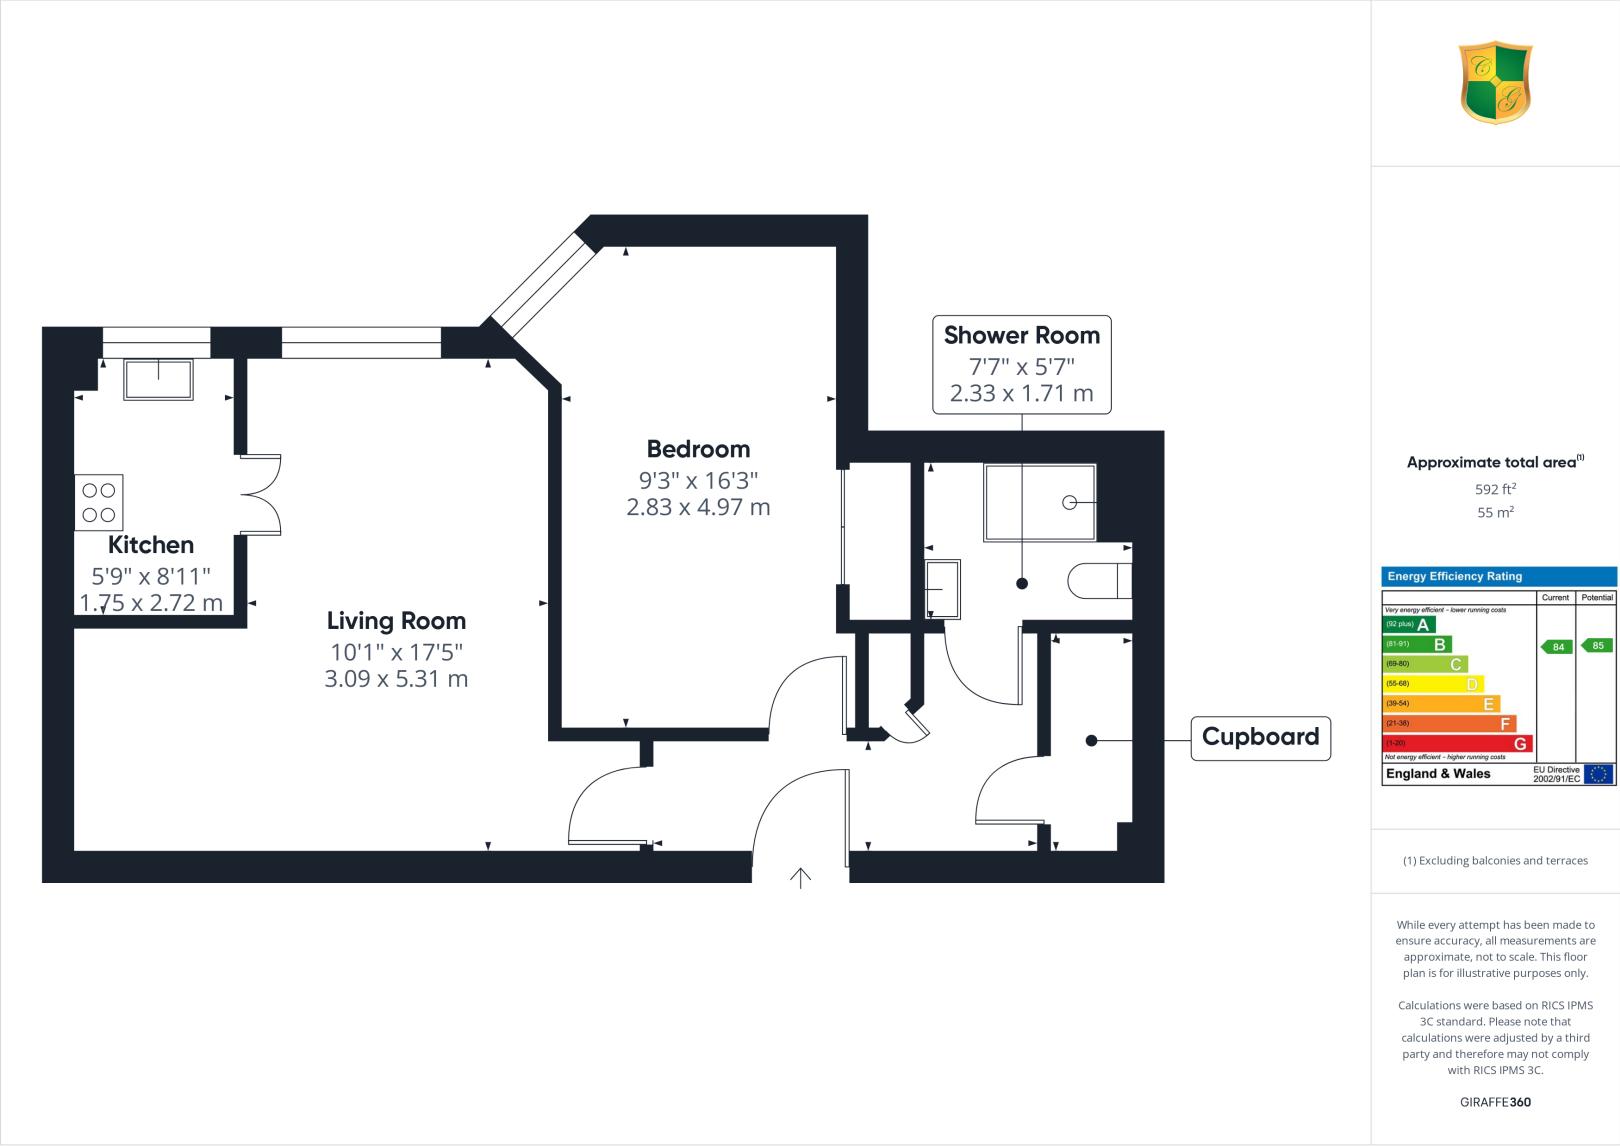 Shower Room
7'7" x 5'7"
2.33 x 1.71 m
Bedroom
9'3" x 16'3"
2.83 x 4.97 m
Kitchen
5'9" x 8'11"
1.75 x 2.72 m
Living Room
10'1" x 17'5"
3.09 x 5.31 m
Cupboard
C
G
Approximate total area(1)
592 ft²
55 m²
Energy Efficiency Rating
Current Potential
Very energy efficient – lower running costs
(92 plus) A
(81-91) B 84 85
(69-80) C
(55-68) D
(39-54) E
(21-38) F
(1-20) G
Not energy efficient – higher running costs
England & Wales EU Directive
2002/91/EC
(1) Excluding balconies and terraces
While every attempt has been made to
ensure accuracy, all measurements are
approximate, not to scale. This floor
plan is for illustrative purposes only.
Calculations were based on RICS IPMS
3C standard. Please note that
calculations were adjusted by a third
party and therefore may not comply
with RICS IPMS 3C.
GIRAFFE360